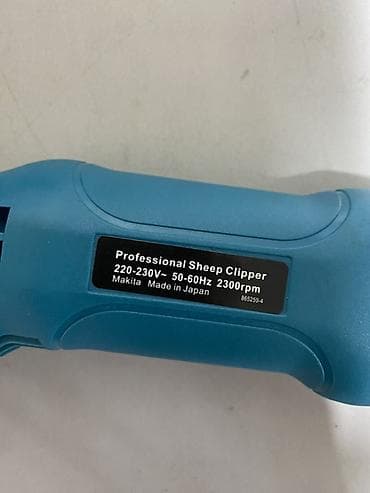 Professional Sheep Clipper
220-230V~ 50-60Hz 2300rpm
Makita Made in Japan
865250-4